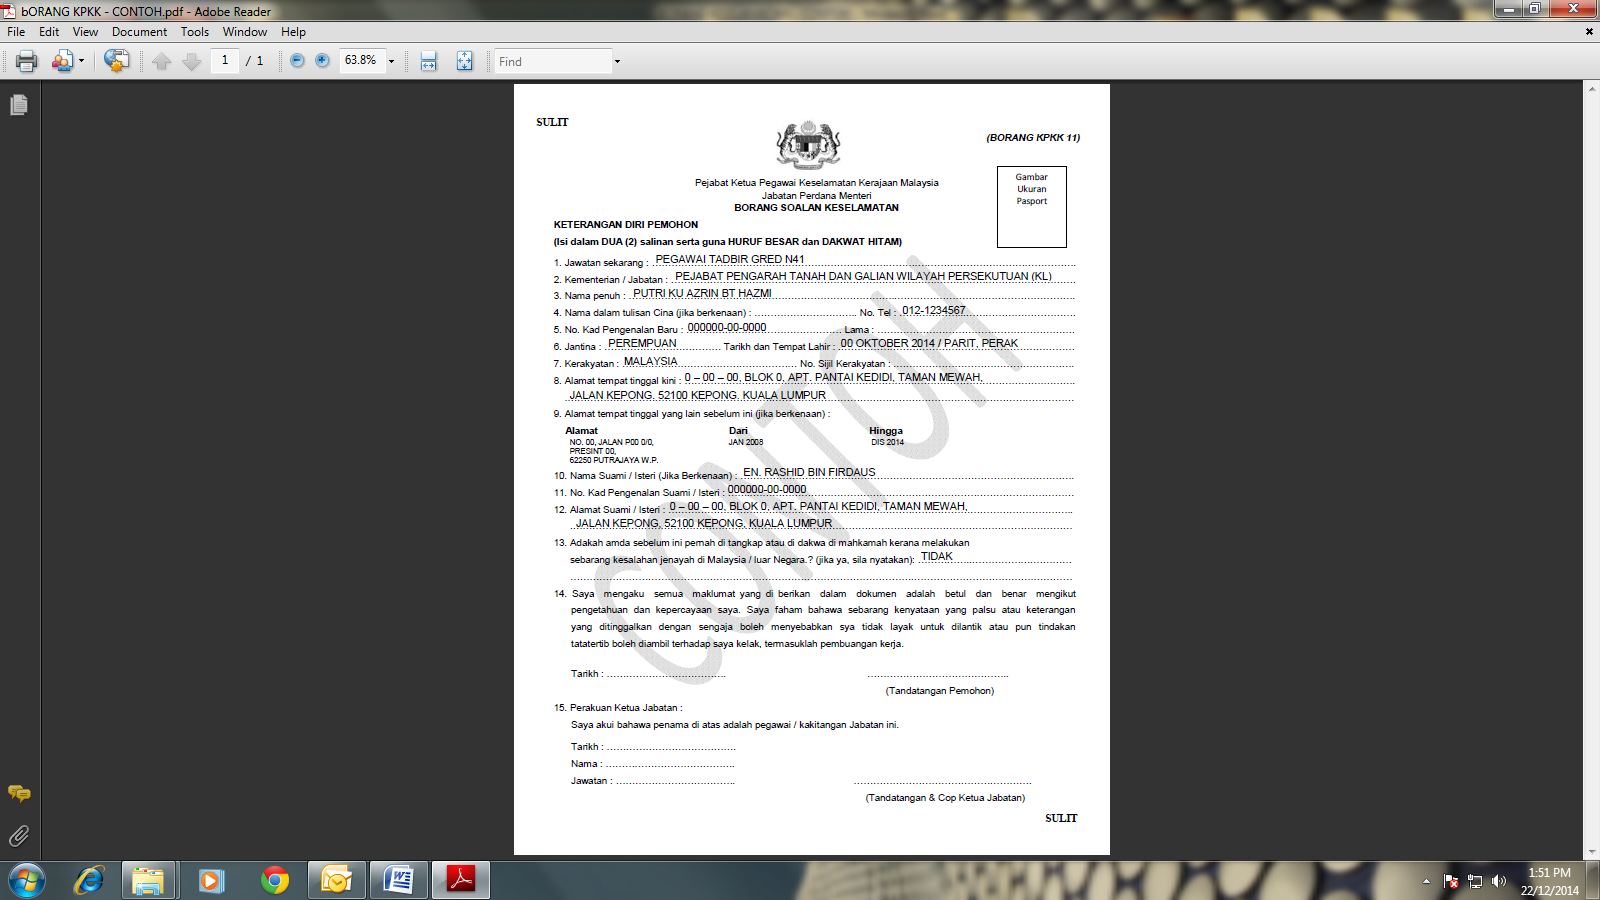 bORANG KPKK - CONTOH.pdf - Adobe Reader
File Edit View Document Tools Window Help
1 / 1 63.8% Find
SULIT
(BORANG KPKK 11)
Gambar
Ukuran
Pasport
Pejabat Ketua Pegawai Keselamatan Kerajaan Malaysia
Jabatan Perdana Menteri
BORANG SOALAN KESELAMATAN
KETERANGAN DIRI PEMOHON
(Isi dalam DUA (2) salinan serta guna HURUF BESAR dan DAKWAT HITAM)
1. Jawatan sekarang : PEGAWAI TADBIR GRED N41
2. Kementerian / Jabatan : PEJABAT PENGARAH TANAH DAN GALIAN WILAYAH PERSEKUTUAN (KL)
3. Nama penuh : PUTRI KU AZRIN BT HAZMI
4. Nama dalam tulisan Cina (jika berkenaan) : ................................ No. Tel : 012-1234567
5. No. Kad Pengenalan Baru : 000000-00-0000 Lama : ................................
6. Jantina : PEREMPUAN Tarikh dan Tempat Lahir : 00 OKTOBER 2014 / PARIT, PERAK
7. Kerakyatan : MALAYSIA No. Sijil Kerakyatan : ................................
8. Alamat tempat tinggal kini : 0 – 00 – 00, BLOK 0, APT. PANTAI KEDIDI, TAMAN MEWAH,
JALAN KEPONG, 52100 KEPONG, KUALA LUMPUR
9. Alamat tempat tinggal yang lain sebelum ini (jika berkenaan) :
Alamat Dari Hingga
NO. 00, JALAN P00 0/0, JAN 2008 DIS 2014
PRESINT 00,
62250 PUTRAJAYA W.P.
10. Nama Suami / Isteri (Jika Berkenaan) : EN. RASHID BIN FIRDAUS
11. No. Kad Pengenalan Suami / Isteri : 000000-00-0000
12. Alamat Suami / Isteri : 0 – 00 – 00, BLOK 0, APT. PANTAI KEDIDI, TAMAN MEWAH,
JALAN KEPONG, 52100 KEPONG, KUALA LUMPUR
13. Adakah amda sebelum ini pernah di tangkap atau di dakwa di mahkamah kerana melakukan
sebarang kesalahan jenayah di Malaysia / luar Negara.? (jika ya, sila nyatakan): TIDAK
14. Saya mengaku semua maklumat yang di berikan dalam dokumen adalah betul dan benar mengikut
pengetahuan dan kepercayaan saya. Saya faham bahawa sebarang kenyataan yang palsu atau keterangan
yang ditinggalkan dengan sengaja boleh menyebabkan sya tidak layak untuk dilantik atau pun tindakan
tatatertib boleh diambil terhadap saya kelak, termasuklah pembuangan kerja.
Tarikh : ................................
(Tandatangan Pemohon)
15. Perakuan Ketua Jabatan :
Saya akui bahawa penama di atas adalah pegawai / kakitangan Jabatan ini.
Tarikh : ................................
Nama : ................................
Jawatan : ................................
(Tandatangan & Cop Ketua Jabatan)
SULIT
CONTOH
1:51 PM
22/12/2014